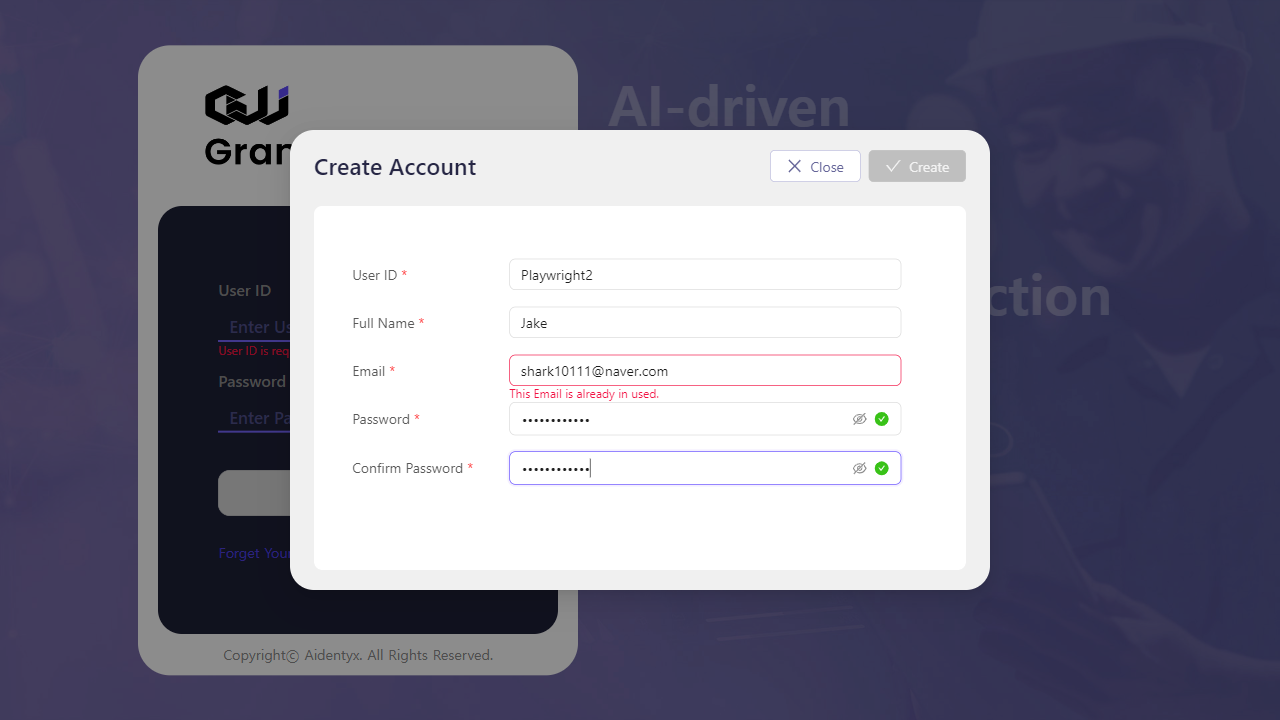 AI-driven
Gran
Create Account
Close
Create
ction
User ID *
Playwright2
User ID
Full Name *
Jake
Enter Us
User ID is req
Email *
shark10111@naver.com
This Email is already in used.
Password
Password *
••••••••••••
Enter Pa
Confirm Password *
••••••••••••
Forget Your
Copyrightⓒ Aidentyx. All Rights Reserved.